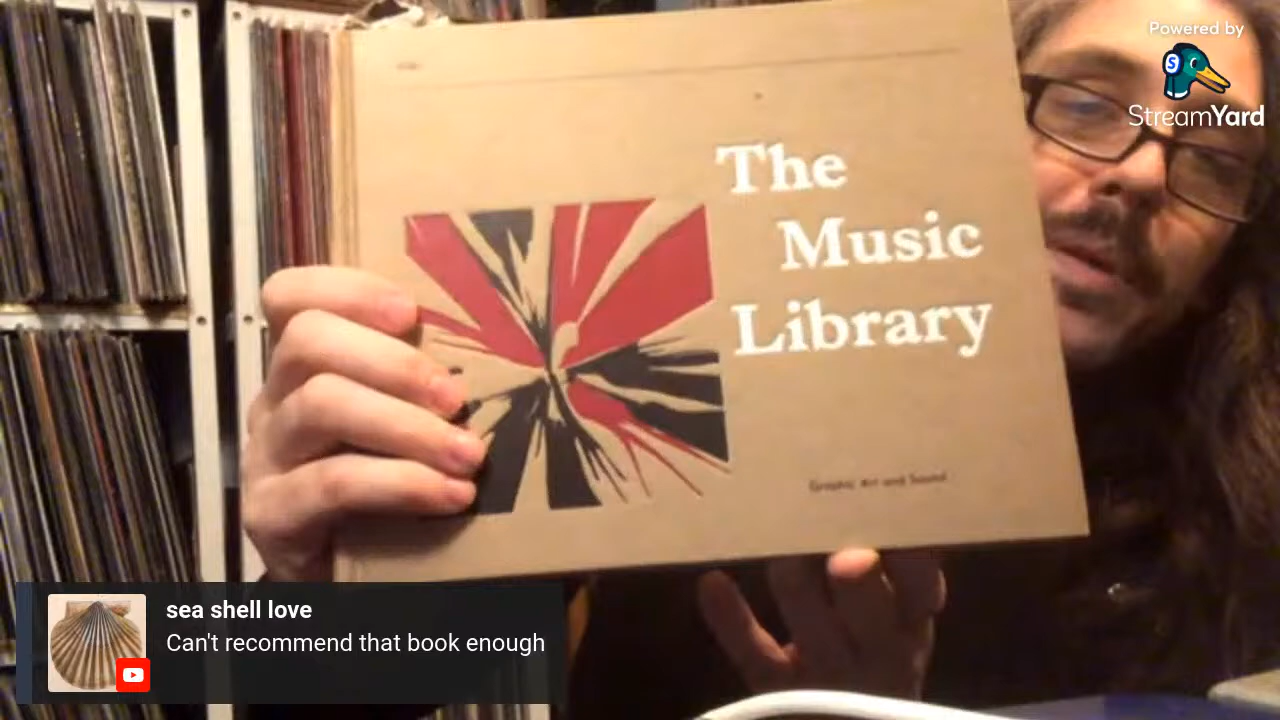 Powered by
StreamYard
The
Music
Library
Graphic Art and Sound
sea shell love
Can't recommend that book enough